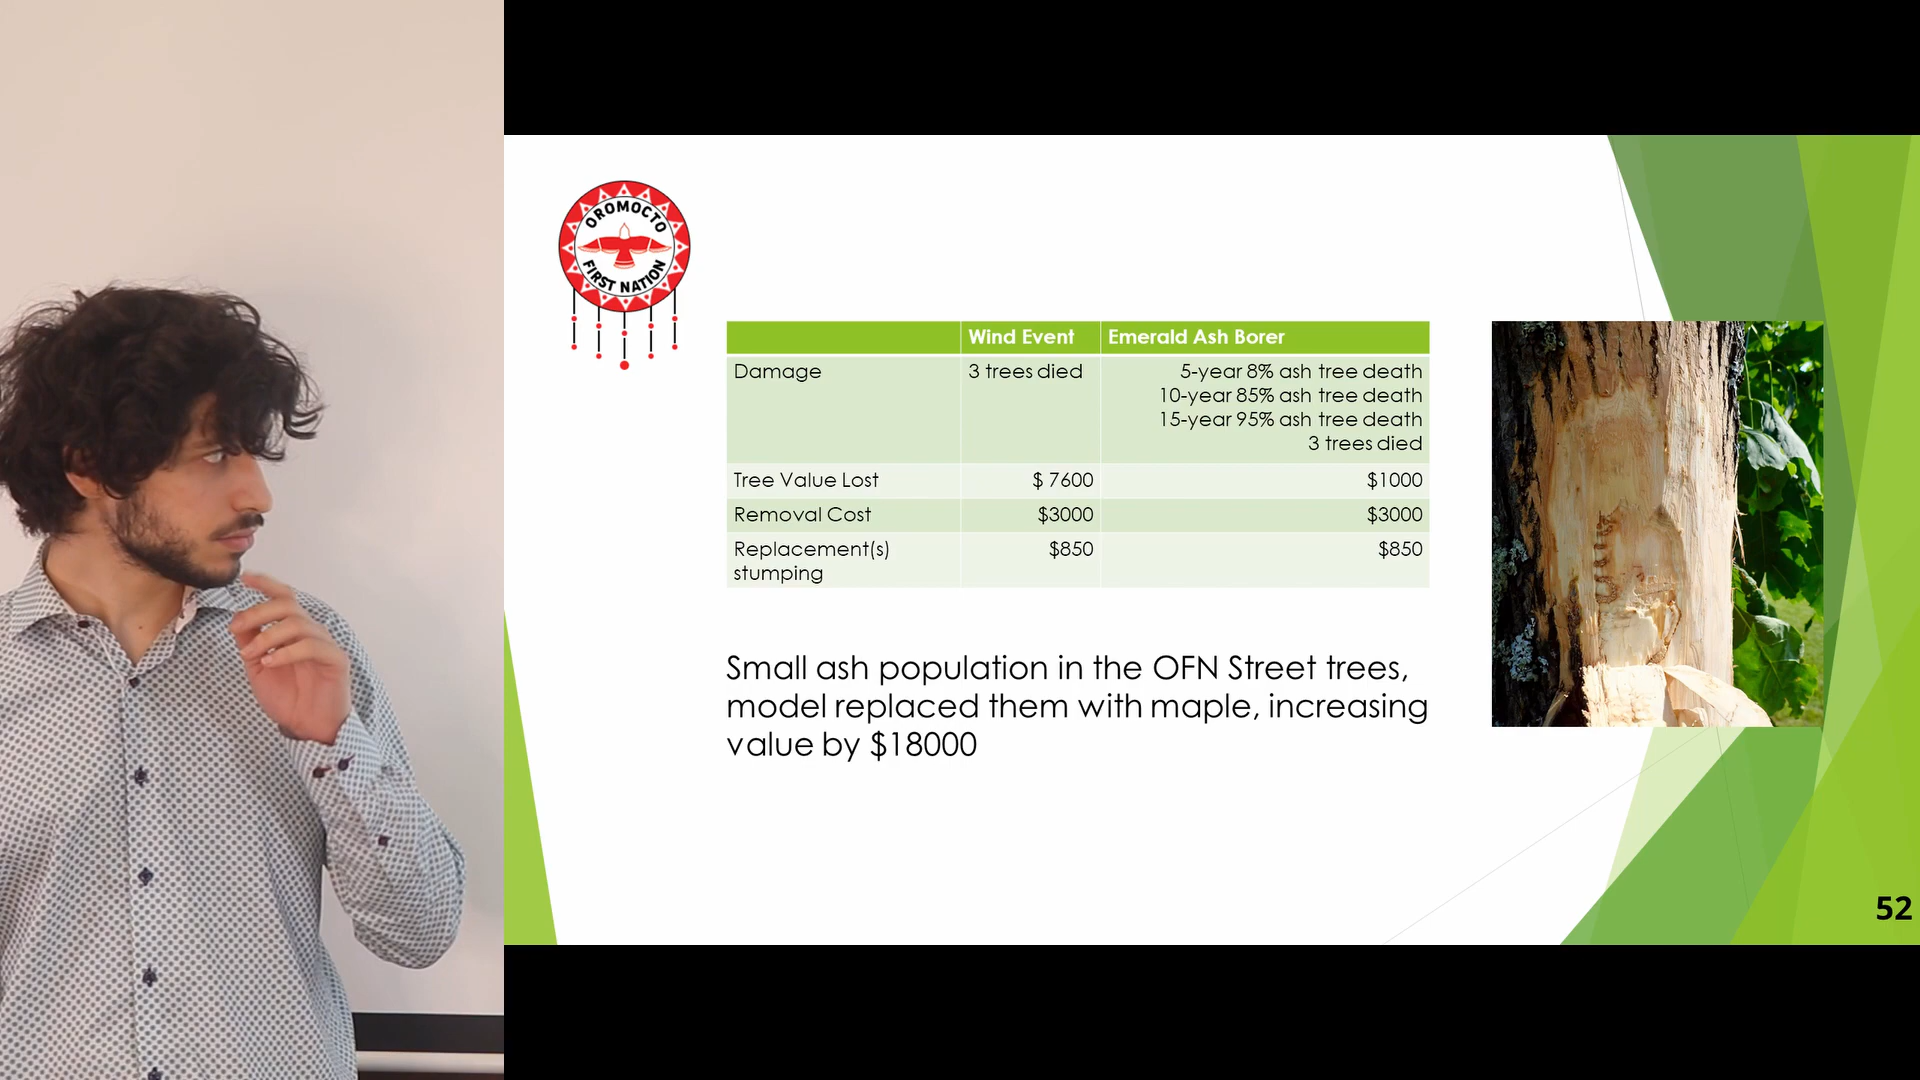 OROMOCTO
FIRST NATION
Wind Event Emerald Ash Borer
Damage 3 trees died 5-year 8% ash tree death
10-year 85% ash tree death
15-year 95% ash tree death
3 trees died
Tree Value Lost $ 7600 $1000
Removal Cost $3000 $3000
Replacement(s) $850 $850
stumping
Small ash population in the OFN Street trees,
model replaced them with maple, increasing
value by $18000
52